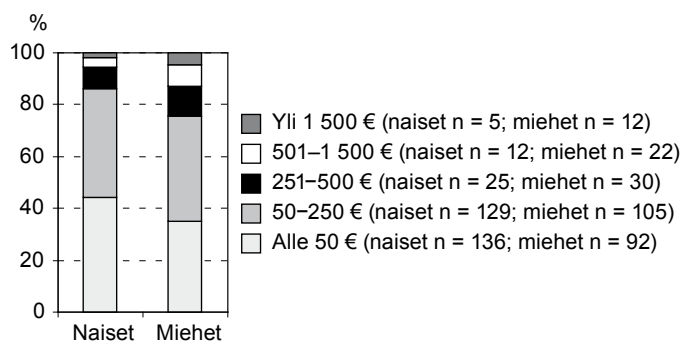 %
100
80
60
40
20
0
Naiset Miehet
Yli 1 500 € (naiset n = 5; miehet n = 12)
501–1 500 € (naiset n = 12; miehet n = 22)
251–500 € (naiset n = 25; miehet n = 30)
50–250 € (naiset n = 129; miehet n = 105)
Alle 50 € (naiset n = 136; miehet n = 92)